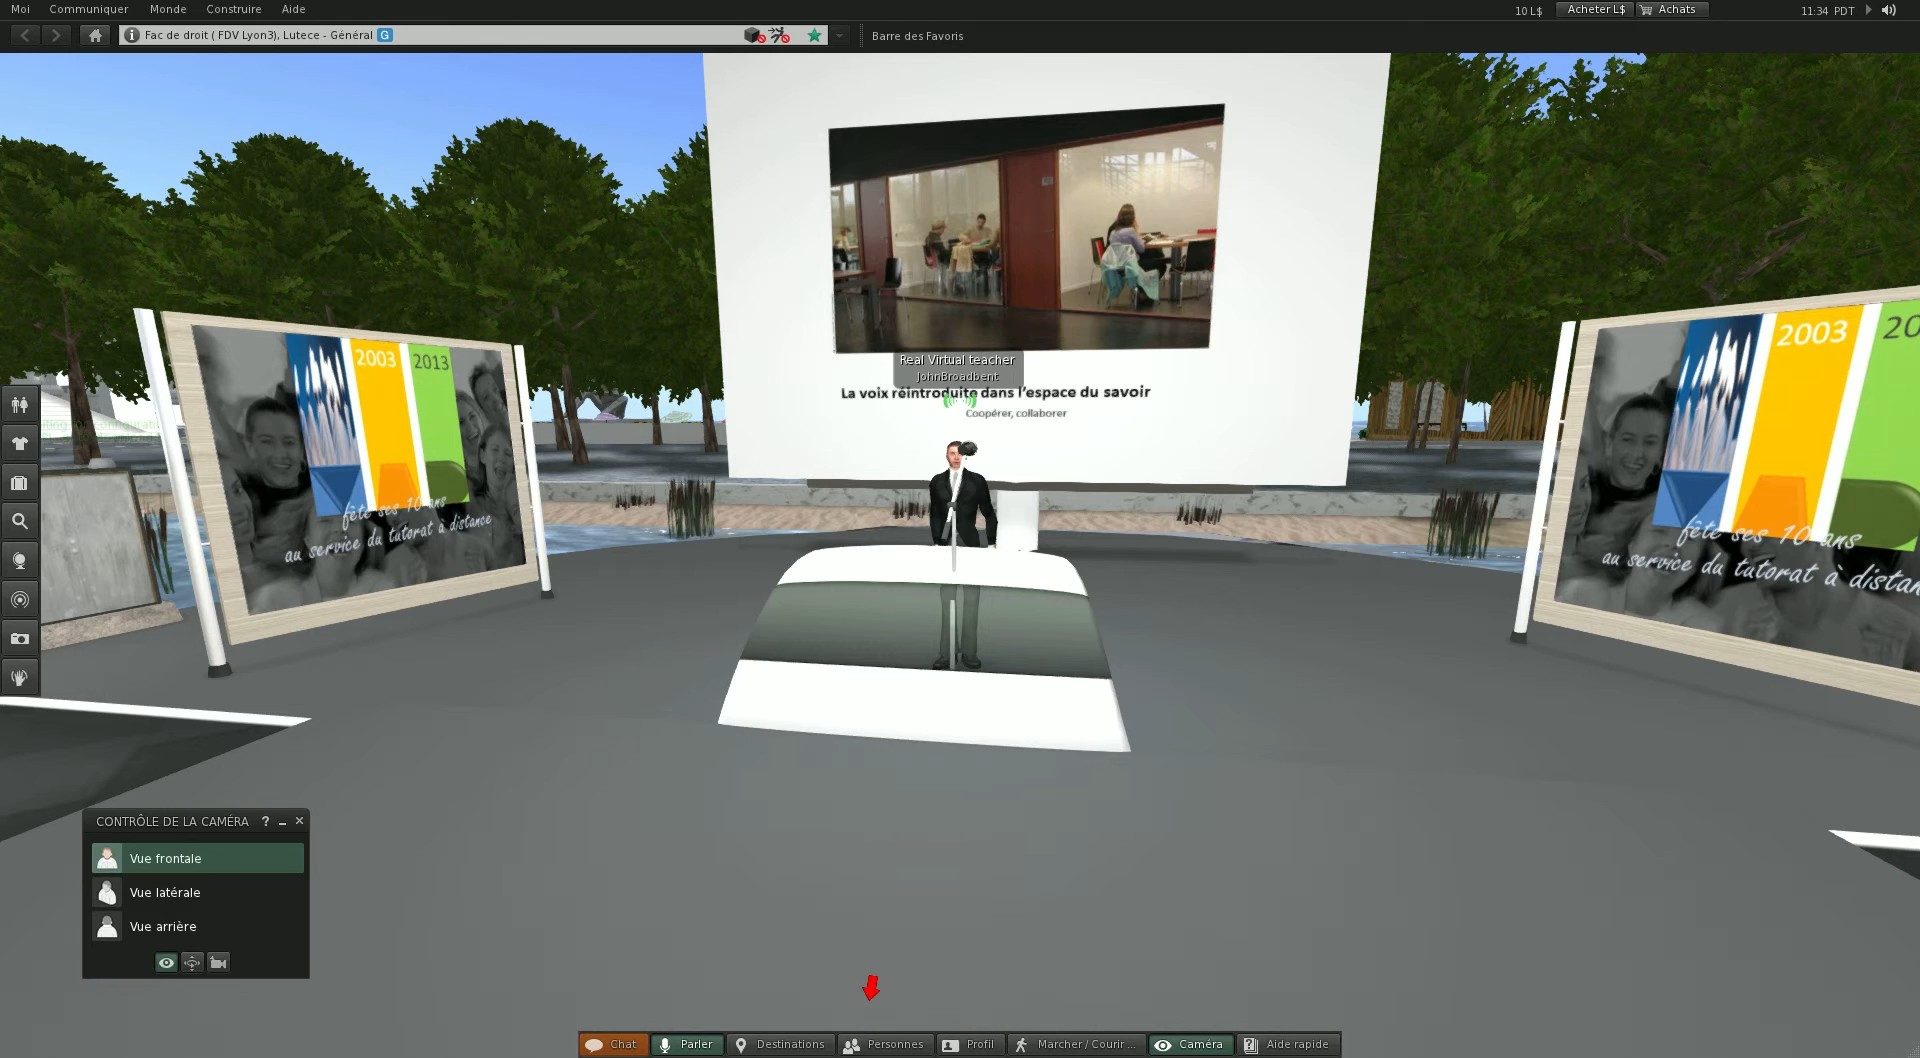 Moi Communiquer Monde Construire Aide
10 L$ Acheter L$ Achats 11:34 PDT
Fac de droit ( FDV Lyon3), Lutece - Général G
Barre des Favoris
Real Virtual teacher
JohnBroadbent
La voix réintroduite dans l'espace du savoir
Coopérer, collaborer
2003 2013
fête ses 10 ans
au service du tutorat à distance
2003 20
fête ses 10 ans
au service du tutorat à distan
CONTRÔLE DE LA CAMÉRA ?
Vue frontale
Vue latérale
Vue arrière
Chat Parler Destinations Personnes Profil Marcher / Courir ... Caméra Aide rapide